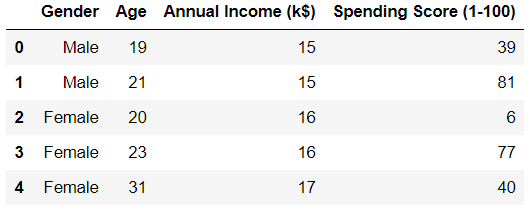 Gender Age Annual Income (k$) Spending Score (1-100)
0 Male 19 15 39
1 Male 21 15 81
2 Female 20 16 6
3 Female 23 16 77
4 Female 31 17 40